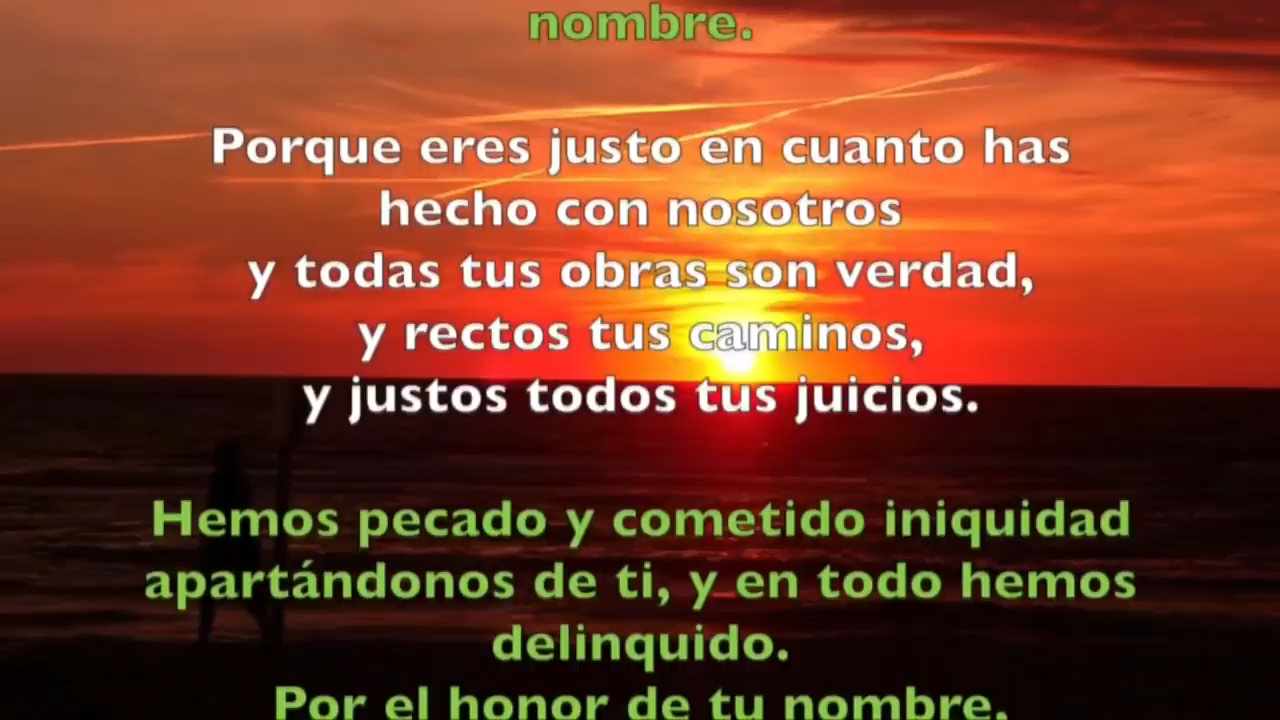 nombre.
Porque eres justo en cuanto has
hecho con nosotros
y todas tus obras son verdad,
y rectos tus caminos,
y justos todos tus juicios.
Hemos pecado y cometido iniquidad
apartándonos de ti, y en todo hemos
delinquido.
Por el honor de tu nombre,